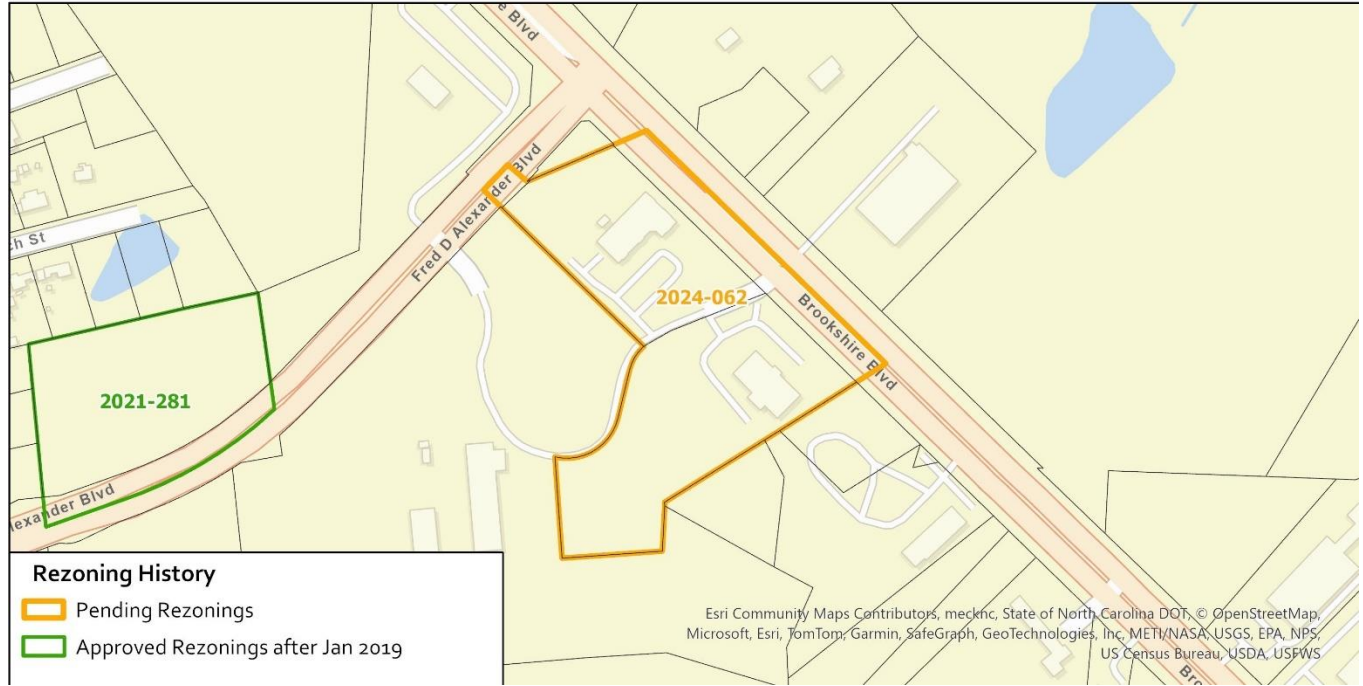 e Blvd
Fred D Alexander Blvd
ch St
2024-062
Brookshire Blvd
2021-281
lexander Blvd
Rezoning History
Pending Rezonings
Approved Rezonings after Jan 2019
Esri Community Maps Contributors, mecknc, State of North Carolina DOT, © OpenStreetMap,
Microsoft, Esri, TomTom, Garmin, SafeGraph, GeoTechnologies, Inc, METI/NASA, USGS, EPA, NPS,
US Census Bureau, USDA, USFWS
Bro